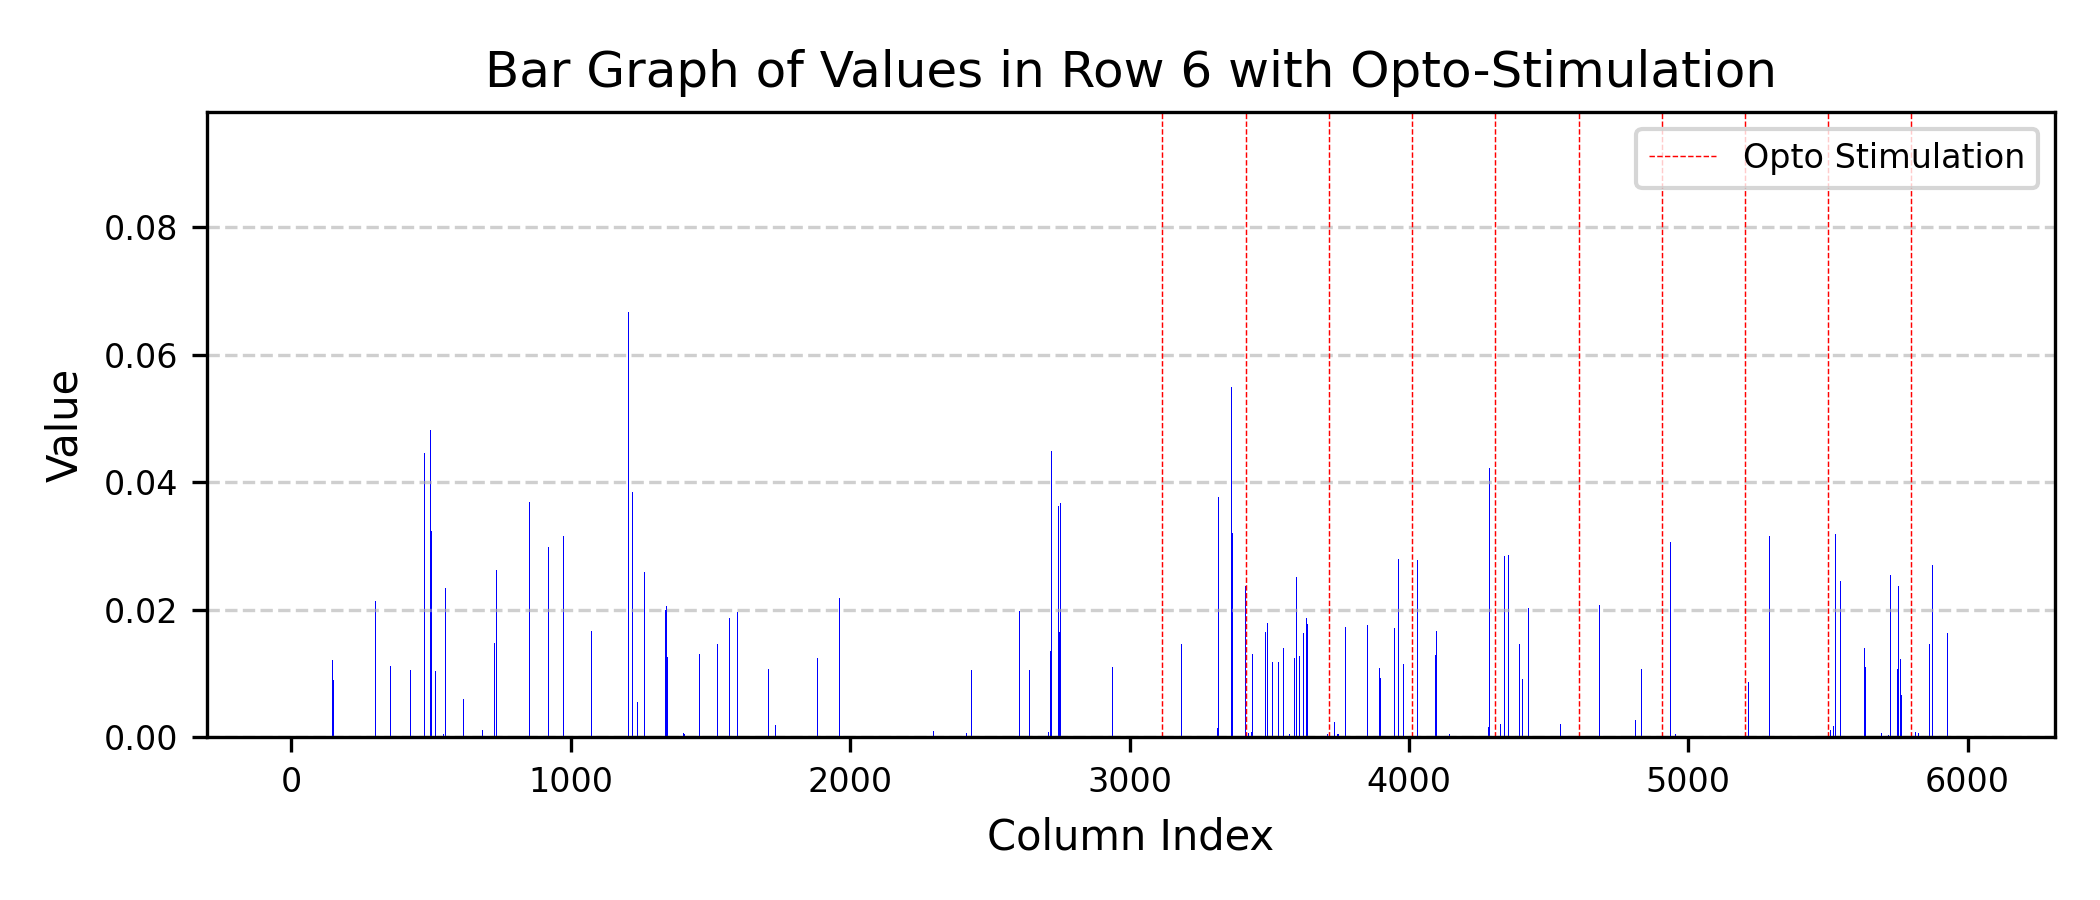 Bar Graph of Values in Row 6 with Opto-Stimulation
Opto Stimulation
Value
0.08
0.06
0.04
0.02
0.00
0 1000 2000 3000 4000 5000 6000
Column Index